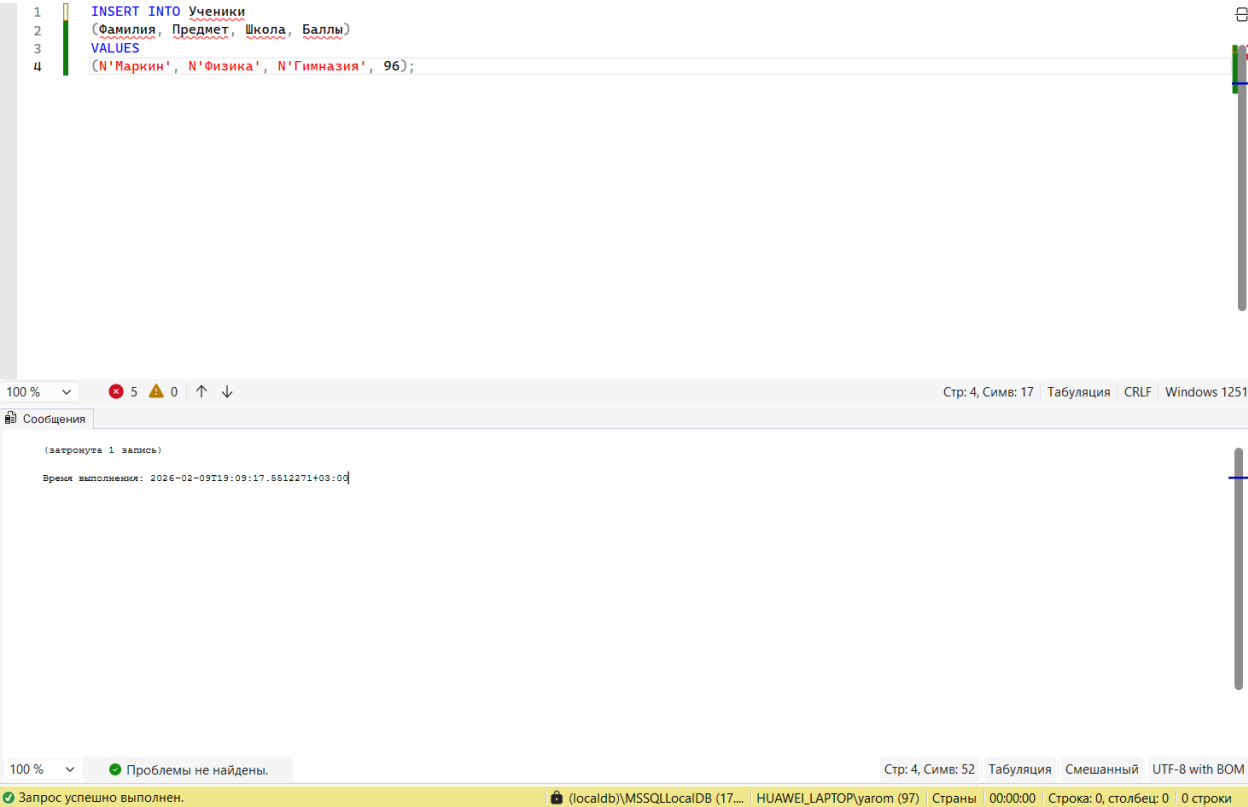 1 INSERT INTO Ученики
2 (Фамилия, Предмет, Школа, Баллы)
3 VALUES
4 (N'Маркин', N'Физика', N'Гимназия', 96);
100 % 5 0 ↑ ↓ Стр: 4, Симв: 17 Табуляция CRLF Windows 1251
Сообщения
(затронута 1 запись)
Время выполнения: 2026-02-09T19:09:17.5512271+03:00
100 % Проблемы не найдены. Стр: 4, Симв: 52 Табуляция Смешанный UTF-8 with BOM
Запрос успешно выполнен. (localdb)\MSSQLLocalDB (17.... HUAWEI_LAPTOP\yarom (97) Страны 00:00:00 Строка: 0, столбец: 0 0 строки